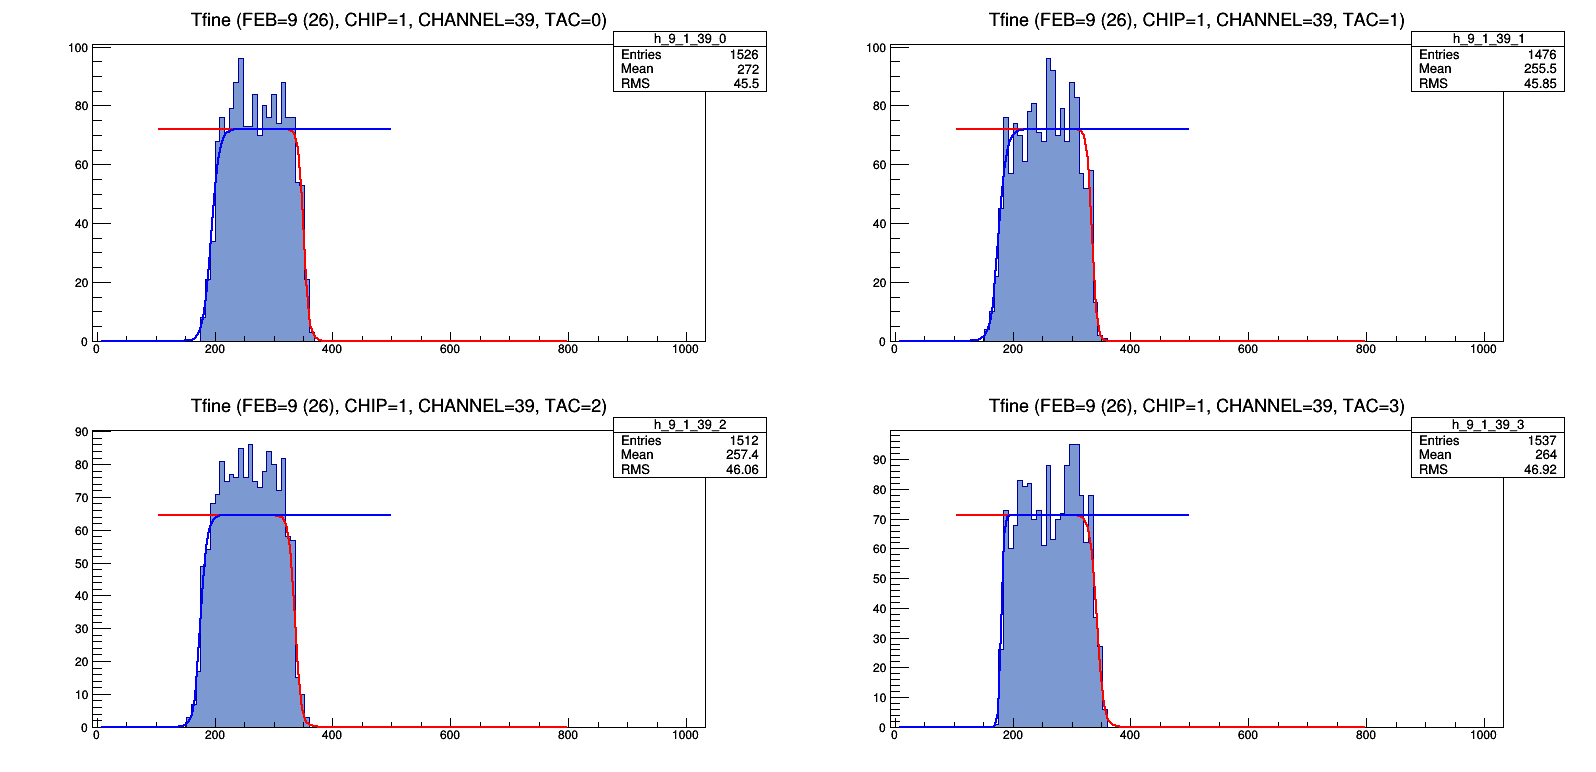 Tfine (FEB=9 (26), CHIP=1, CHANNEL=39, TAC=0)
h_9_1_39_0
Entries 1526
Mean 272
RMS 45.5
100
80
60
40
20
0
0 200 400 600 800 1000
Tfine (FEB=9 (26), CHIP=1, CHANNEL=39, TAC=1)
h_9_1_39_1
Entries 1476
Mean 255.5
RMS 45.85
100
80
60
40
20
0
0 200 400 600 800 1000
Tfine (FEB=9 (26), CHIP=1, CHANNEL=39, TAC=2)
h_9_1_39_2
Entries 1512
Mean 257.4
RMS 46.06
90
80
70
60
50
40
30
20
10
0
0 200 400 600 800 1000
Tfine (FEB=9 (26), CHIP=1, CHANNEL=39, TAC=3)
h_9_1_39_3
Entries 1537
Mean 264
RMS 46.92
90
80
70
60
50
40
30
20
10
0
0 200 400 600 800 1000